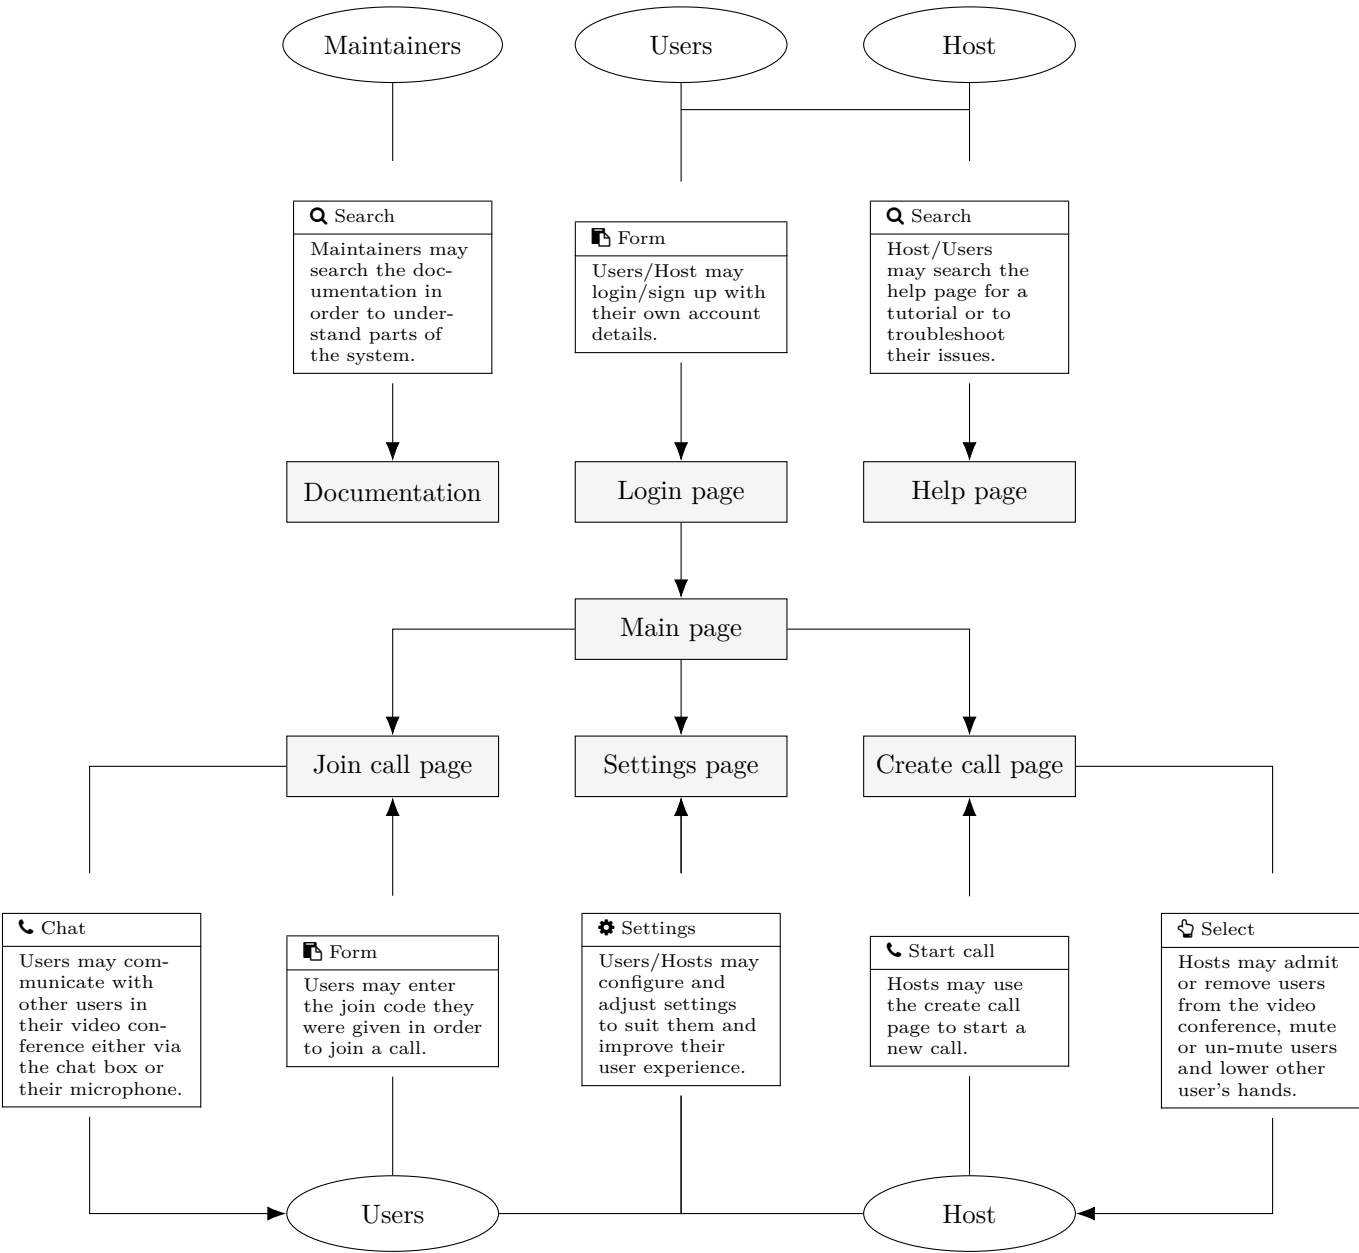 Maintainers
Users
Host
Search
Maintainers may
search the doc-
umentation in
order to under-
stand parts of
the system.
Form
Users/Host may
login/sign up with
their own account
details.
Search
Host/Users
may search the
help page for a
tutorial or to
troubleshoot
their issues.
Documentation
Login page
Help page
Main page
Join call page
Settings page
Create call page
Chat
Users may com-
municate with
other users in
their video con-
ference either via
the chat box or
their microphone.
Form
Users may enter
the join code they
were given in order
to join a call.
Settings
Users/Hosts may
configure and
adjust settings
to suit them and
improve their
user experience.
Start call
Hosts may use
the create call
page to start a
new call.
Select
Hosts may admit
or remove users
from the video
conference, mute
or un-mute users
and lower other
user's hands.
Users
Host